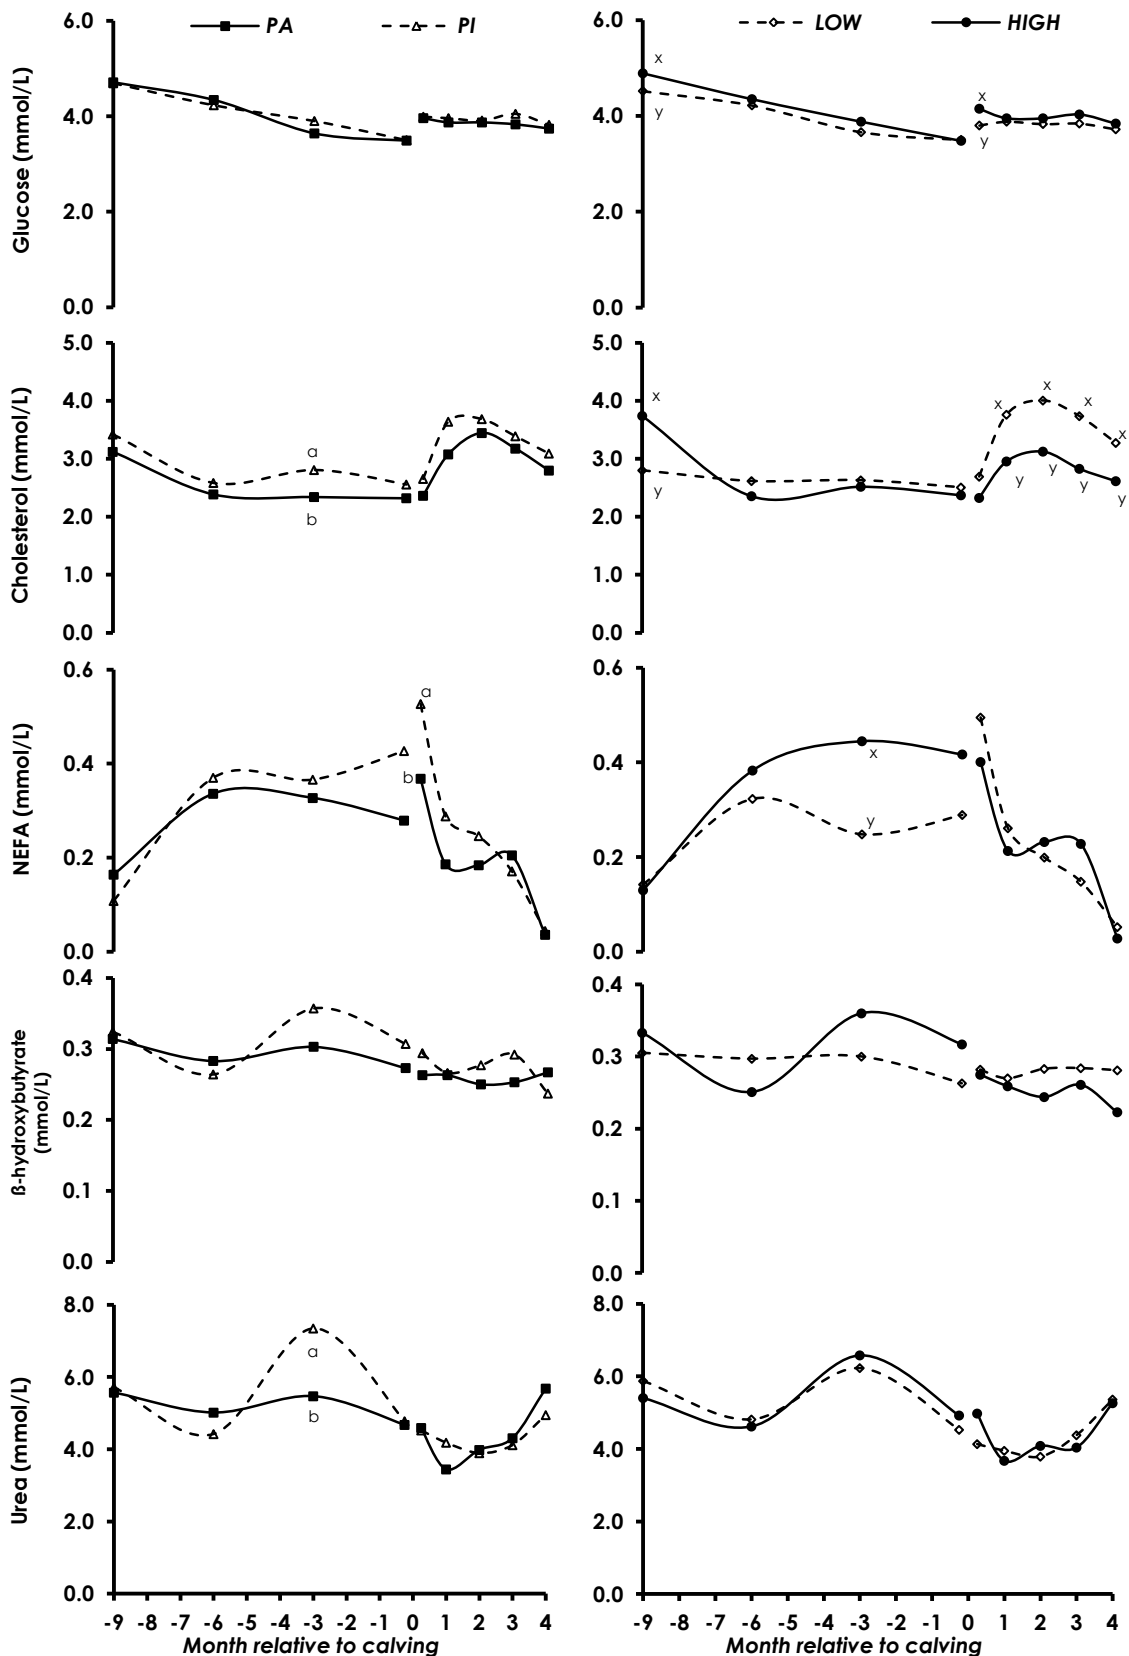 PA
PI
LOW
HIGH
Glucose (mmol/L)
6.0
4.0
2.0
0.0
6.0
4.0
2.0
0.0
x
y
x
y
Cholesterol (mmol/L)
5.0
4.0
3.0
2.0
1.0
0.0
a
b
5.0
4.0
3.0
2.0
1.0
0.0
x
y
x
x
x
x
y
y
y
y
NEFA (mmol/L)
0.6
0.4
0.2
0.0
a
b
0.6
0.4
0.2
0.0
x
y
ß-hydroxybutyrate
(mmol/L)
0.4
0.3
0.2
0.1
0.0
0.4
0.3
0.2
0.1
0.0
Urea (mmol/L)
8.0
6.0
4.0
2.0
0.0
a
b
8.0
6.0
4.0
2.0
0.0
-9 -8 -7 -6 -5 -4 -3 -2 -1 0 1 2 3 4
Month relative to calving
-9 -8 -7 -6 -5 -4 -3 -2 -1 0 1 2 3 4
Month relative to calving